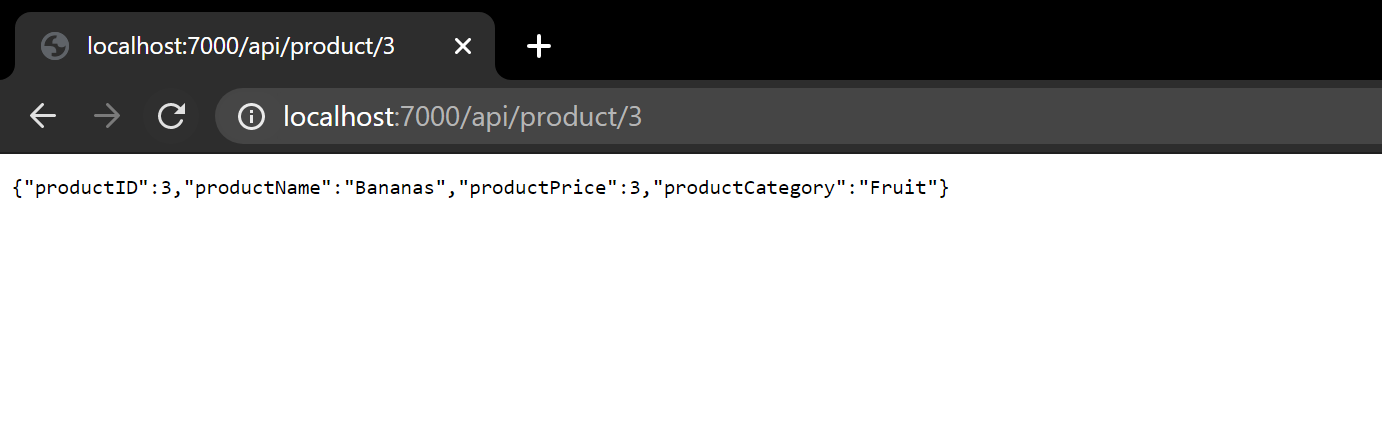 localhost:7000/api/product/3
localhost:7000/api/product/3
{"productID":3,"productName":"Bananas","productPrice":3,"productCategory":"Fruit"}